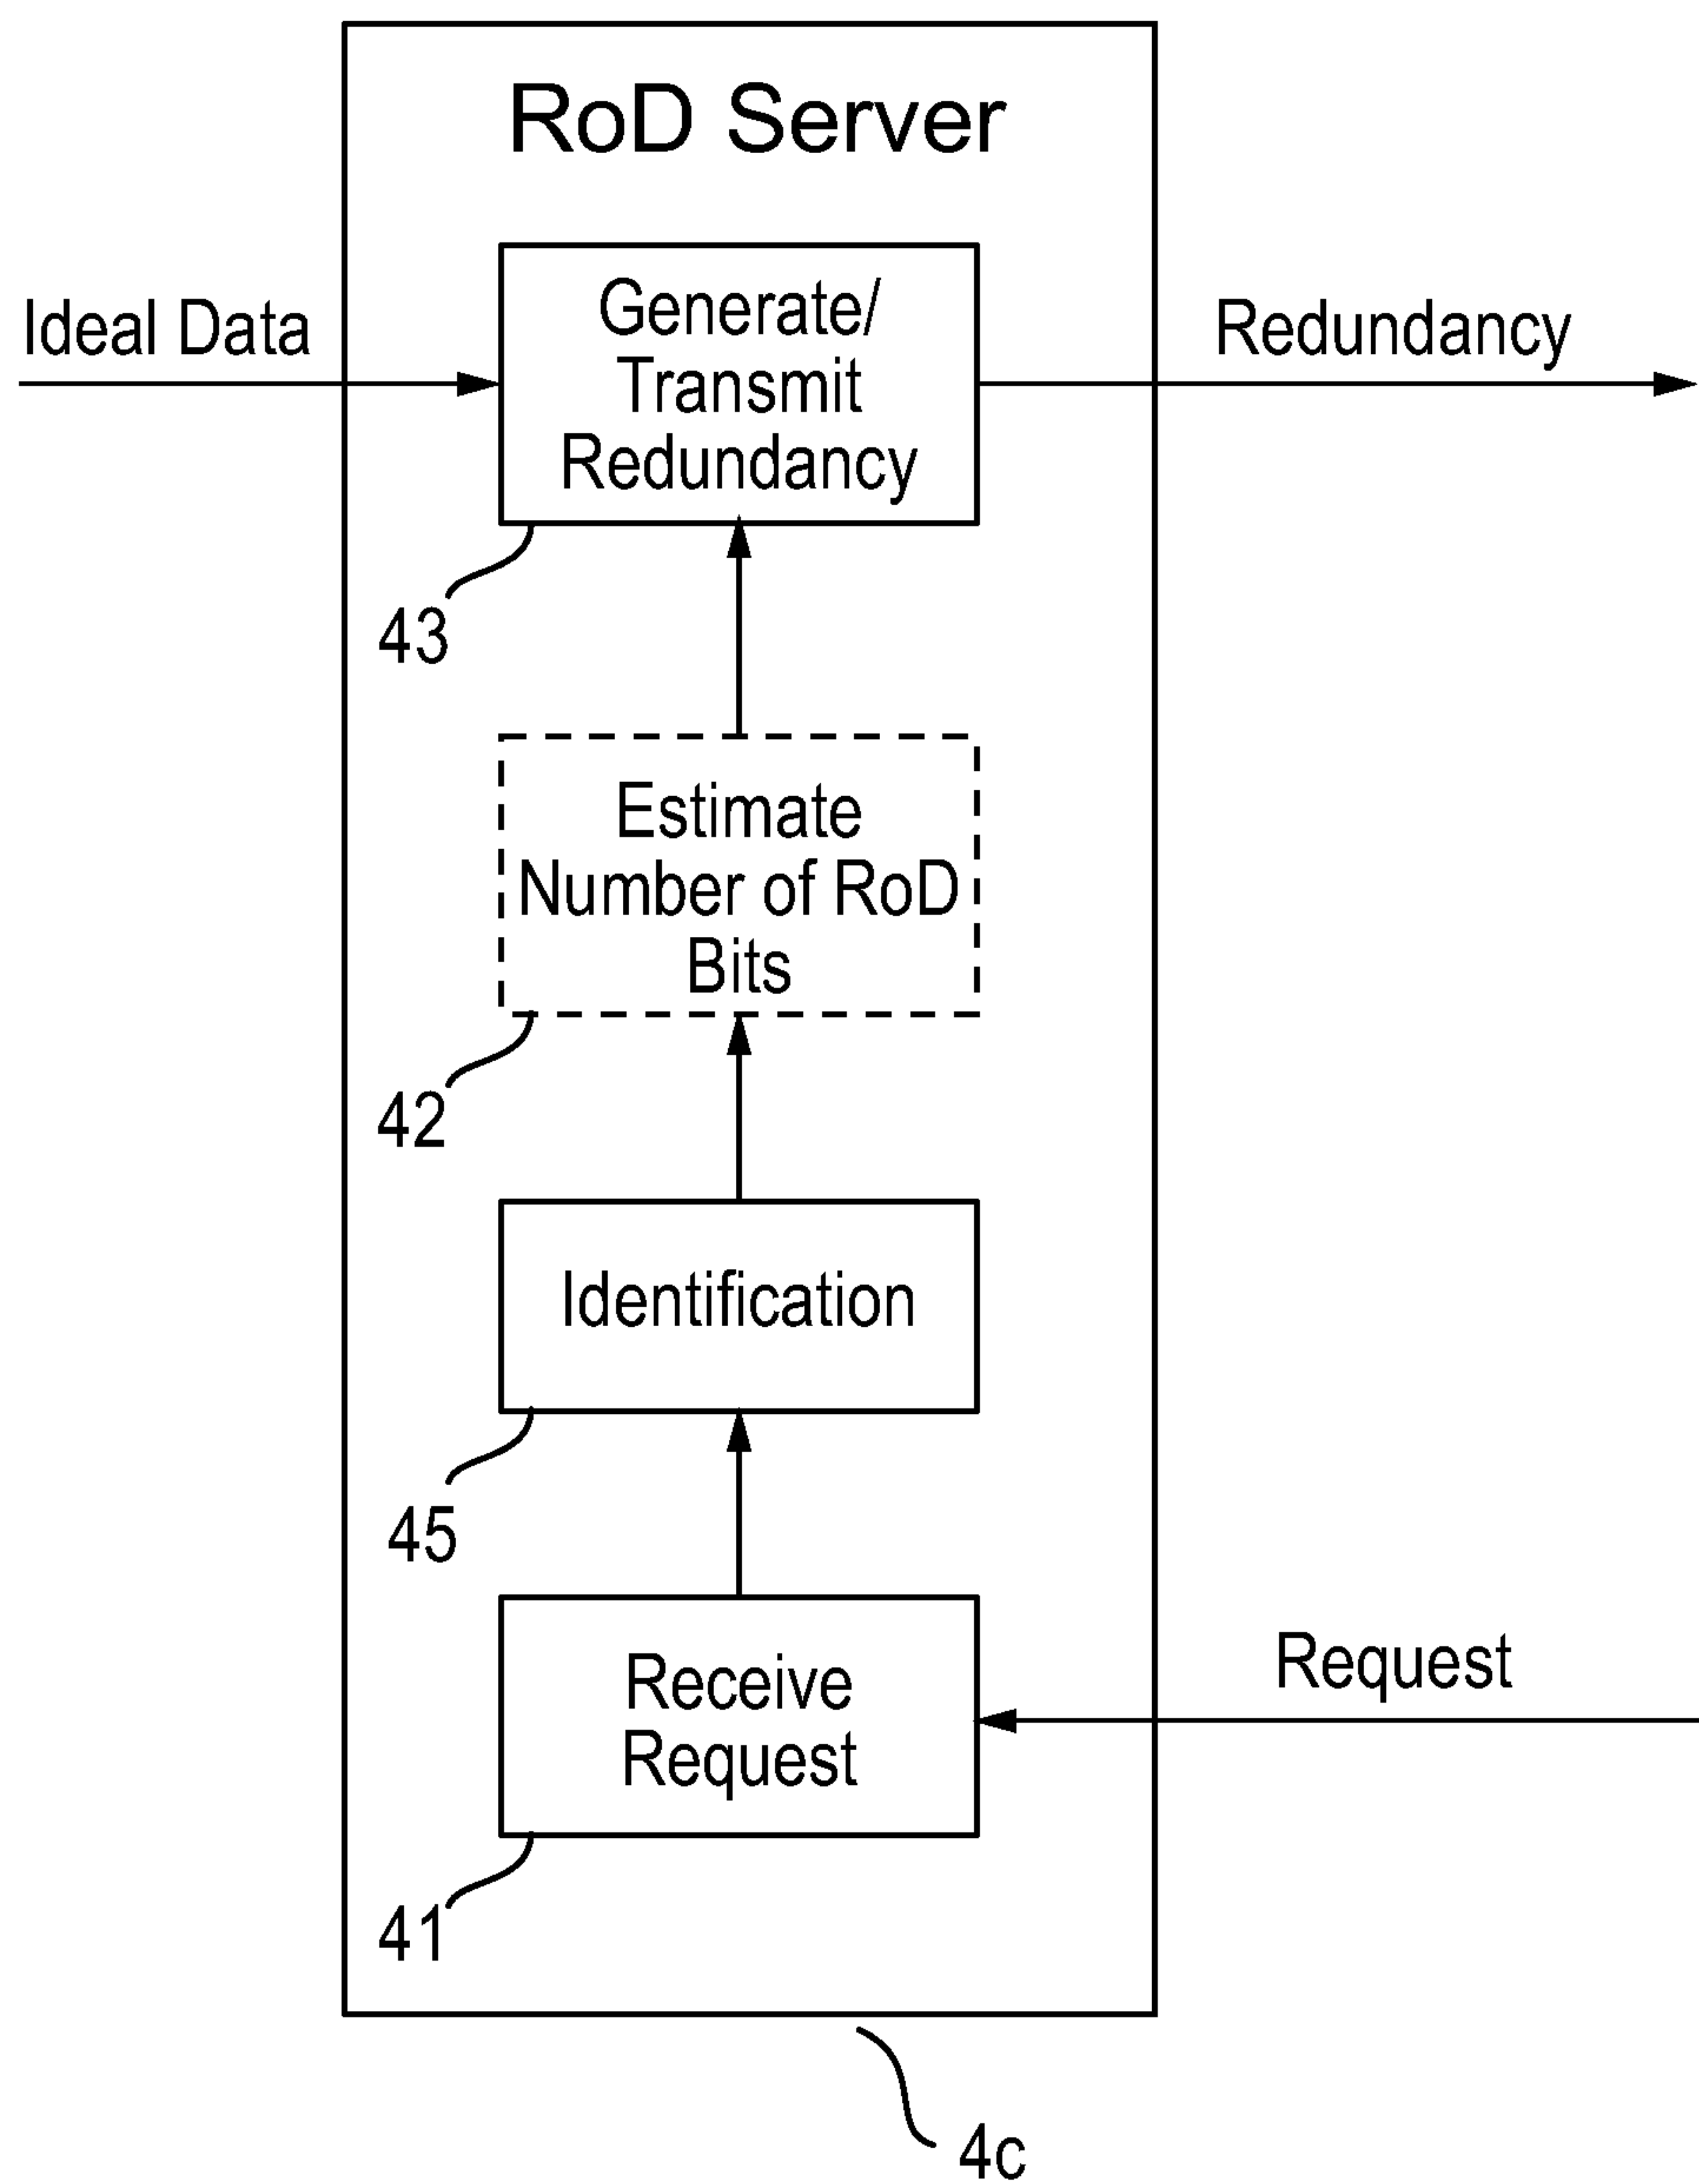 RoD Server
Ideal Data
Generate/
Transmit
Redundancy
Redundancy
43
Estimate
Number of RoD
Bits
42
Identification
45
Receive
Request
Request
41
4c